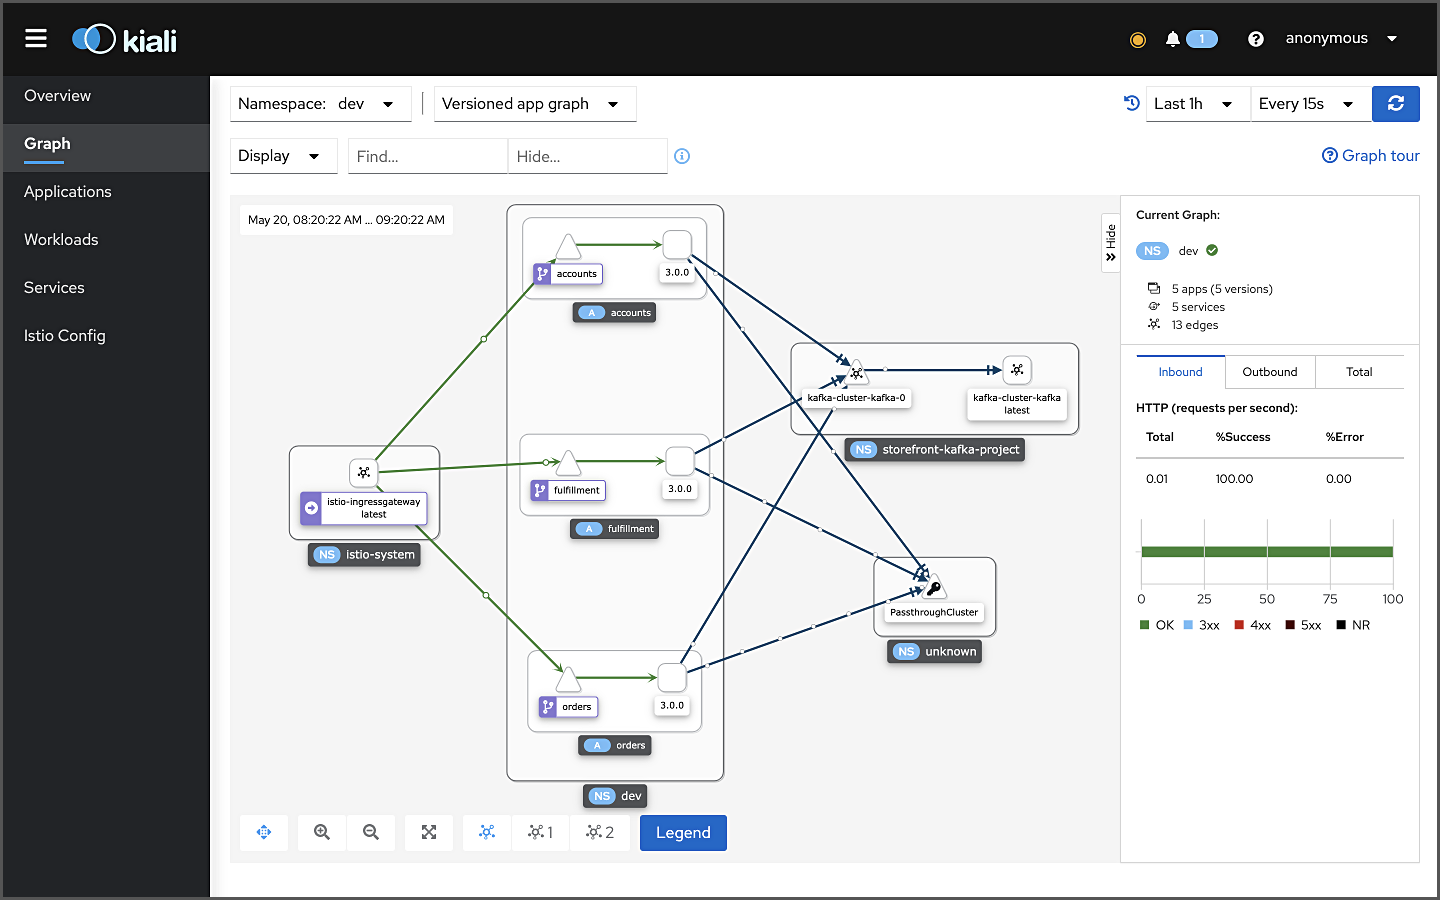 kiali
1
anonymous
Overview
Graph
Applications
Workloads
Services
Istio Config
Namespace: dev
Versioned app graph
Last 1h
Every 15s
Display
Find...
Hide...
Graph tour
May 20, 08:20:22 AM ... 09:20:22 AM
accounts
3.0.0
A accounts
kafka-cluster-kafka-0
kafka-cluster-kafka
latest
NS storefront-kafka-project
fulfillment
3.0.0
A fulfillment
istio-ingressgateway
latest
NS istio-system
PassthroughCluster
NS unknown
orders
3.0.0
A orders
NS dev
1
2
Legend
Hide
Current Graph:
NS dev
5 apps (5 versions)
5 services
13 edges
Inbound
Outbound
Total
HTTP (requests per second):
Total %Success %Error
0.01 100.00 0.00
0 25 50 75 100
OK 3xx 4xx 5xx NR